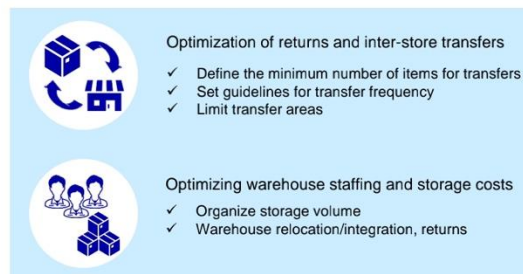 Optimization of returns and inter-store transfers
✓ Define the minimum number of items for transfers
✓ Set guidelines for transfer frequency
✓ Limit transfer areas
Optimizing warehouse staffing and storage costs
✓ Organize storage volume
✓ Warehouse relocation/integration, returns